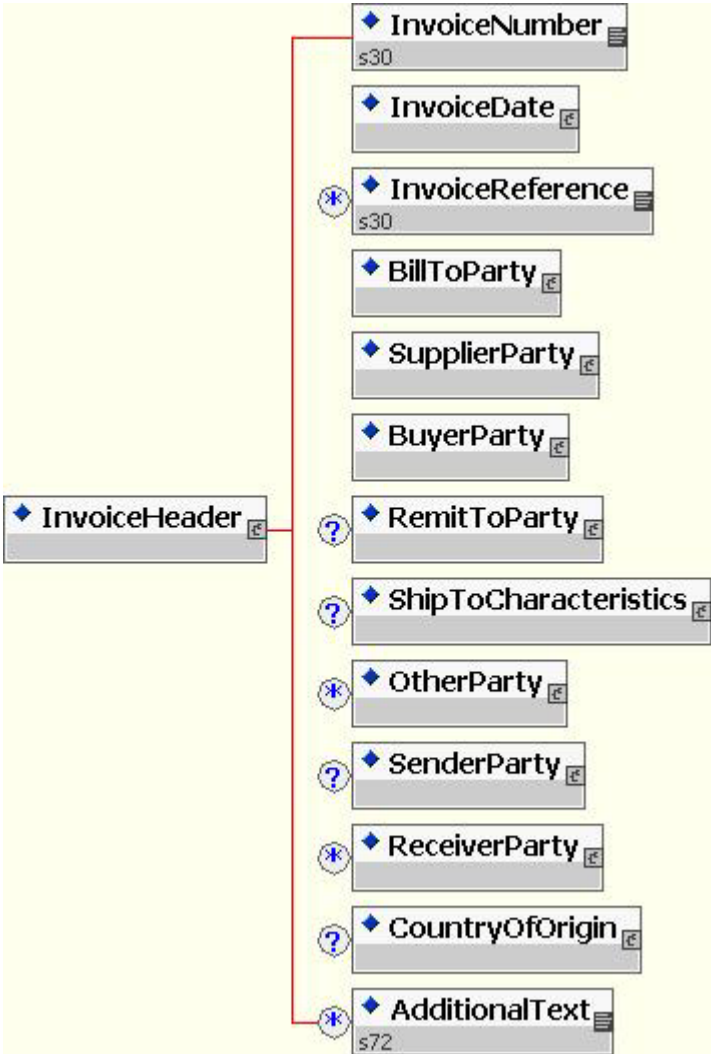 InvoiceNumber
s30
InvoiceDate
* InvoiceReference
s30
BillToParty
SupplierParty
BuyerParty
InvoiceHeader
? RemitToParty
? ShipToCharacteristics
* OtherParty
? SenderParty
* ReceiverParty
? CountryOfOrigin
* AdditionalText
s72